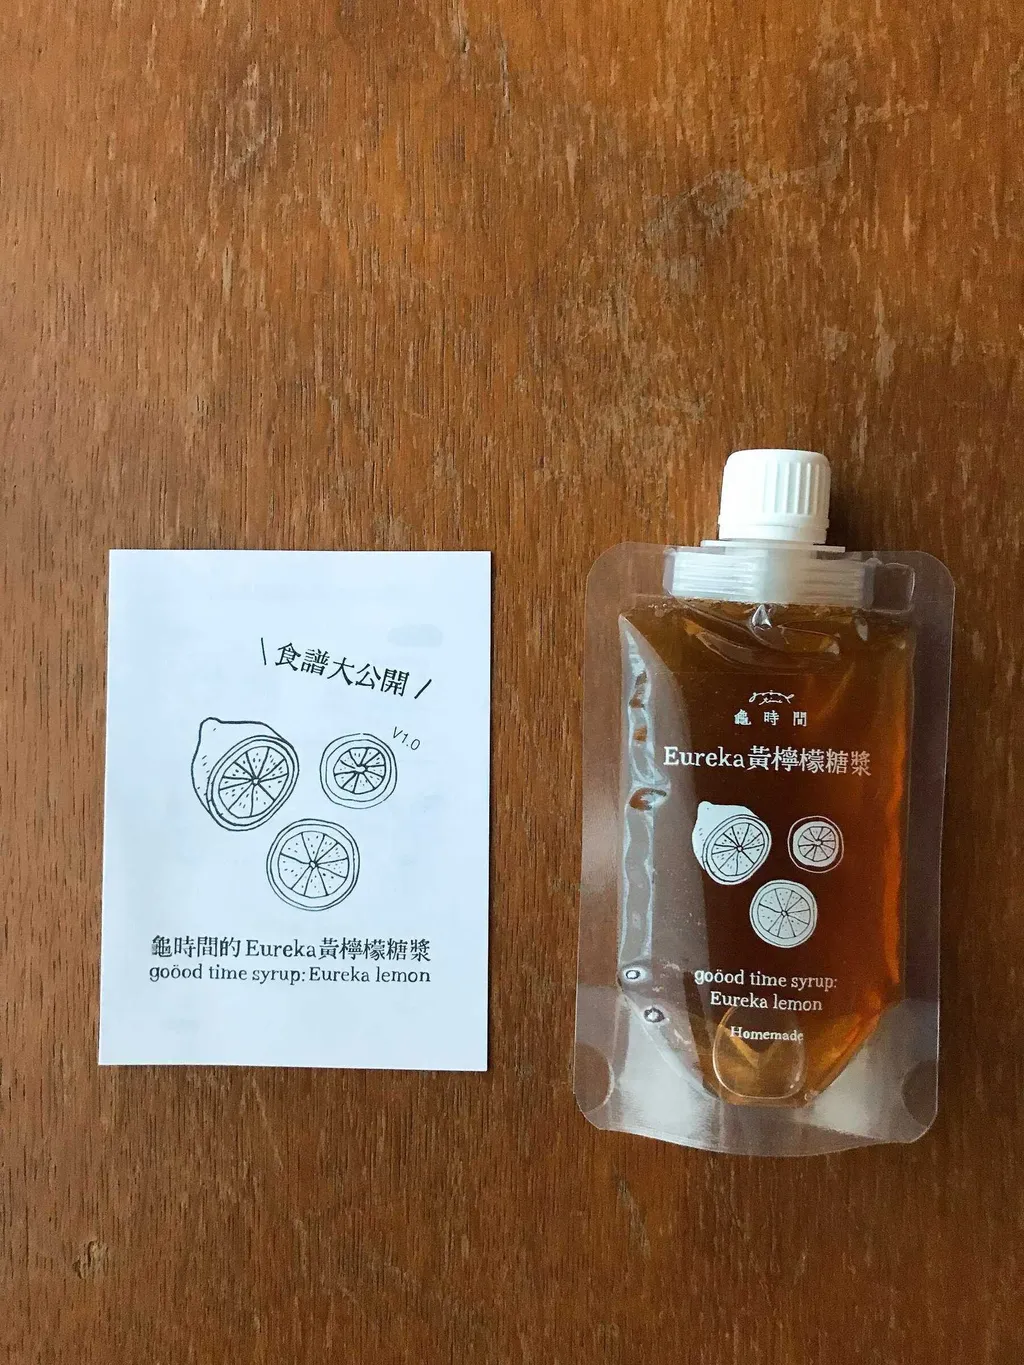 \ 食譜大公開 /
V1.0
龜時間的Eureka黃檸檬糖漿
goöod time syrup: Eureka lemon
time
龜時間
Eureka黃檸檬糖漿
goöod time syrup:
Eureka lemon
Homemade